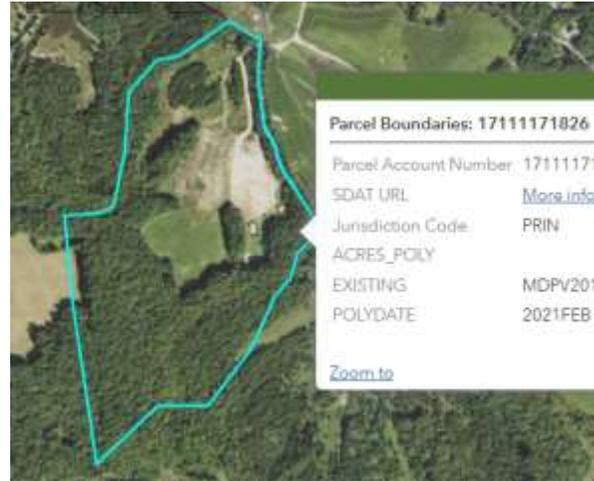 Parcel Boundaries: 17111171826
Parcel Account Number 1711117
SDAT URL More info
Jurisdiction Code PRIN
ACRES_POLY
EXISTING MDPV201
POLYDATE 2021FEB
Zoom to